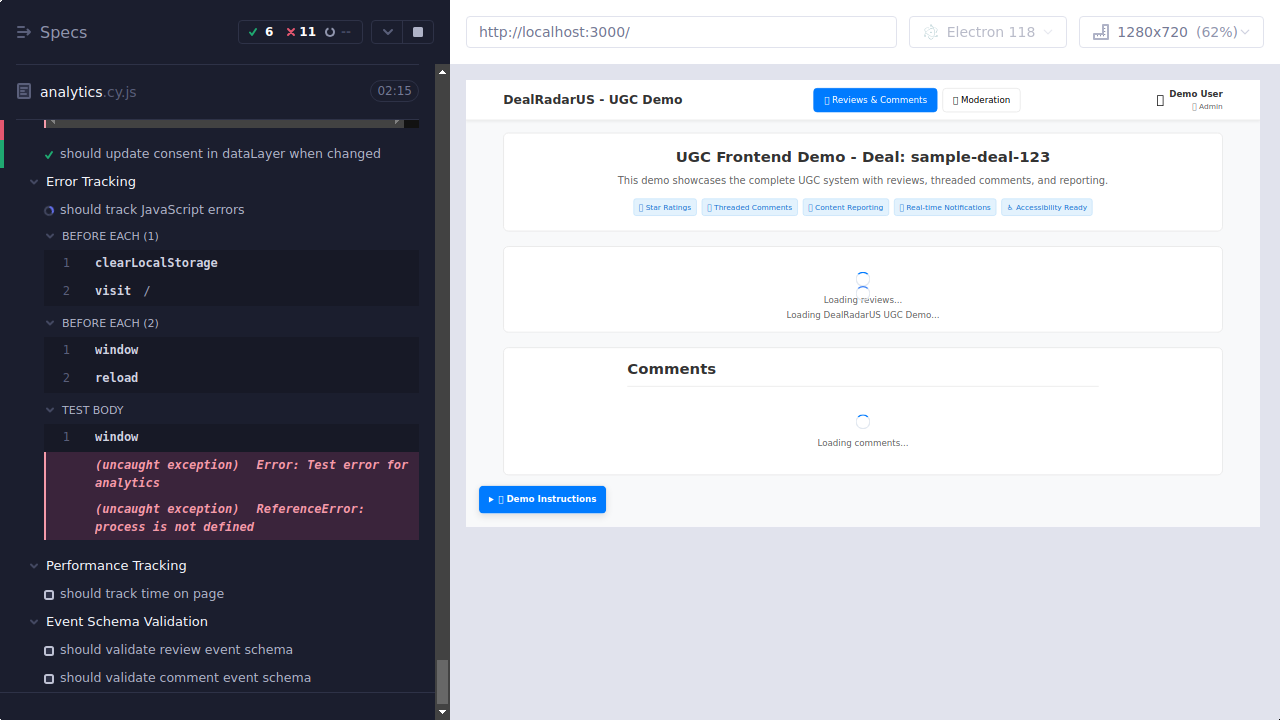 Specs
6
11
--
analytics.cy.js
02:15
should update consent in dataLayer when changed
Error Tracking
should track JavaScript errors
BEFORE EACH (1)
1 clearLocalStorage
2 visit /
BEFORE EACH (2)
1 window
2 reload
TEST BODY
1 window
(uncaught exception) Error: Test error for
analytics
(uncaught exception) ReferenceError:
process is not defined
Performance Tracking
should track time on page
Event Schema Validation
should validate review event schema
should validate comment event schema
http://localhost:3000/
Electron 118
1280x720 (62%)
DealRadarUS - UGC Demo
Reviews & Comments
Moderation
Demo User
Admin
UGC Frontend Demo - Deal: sample-deal-123
This demo showcases the complete UGC system with reviews, threaded comments, and reporting.
Star Ratings
Threaded Comments
Content Reporting
Real-time Notifications
♿ Accessibility Ready
Loading reviews...
Loading DealRadarUS UGC Demo...
Comments
Loading comments...
Demo Instructions